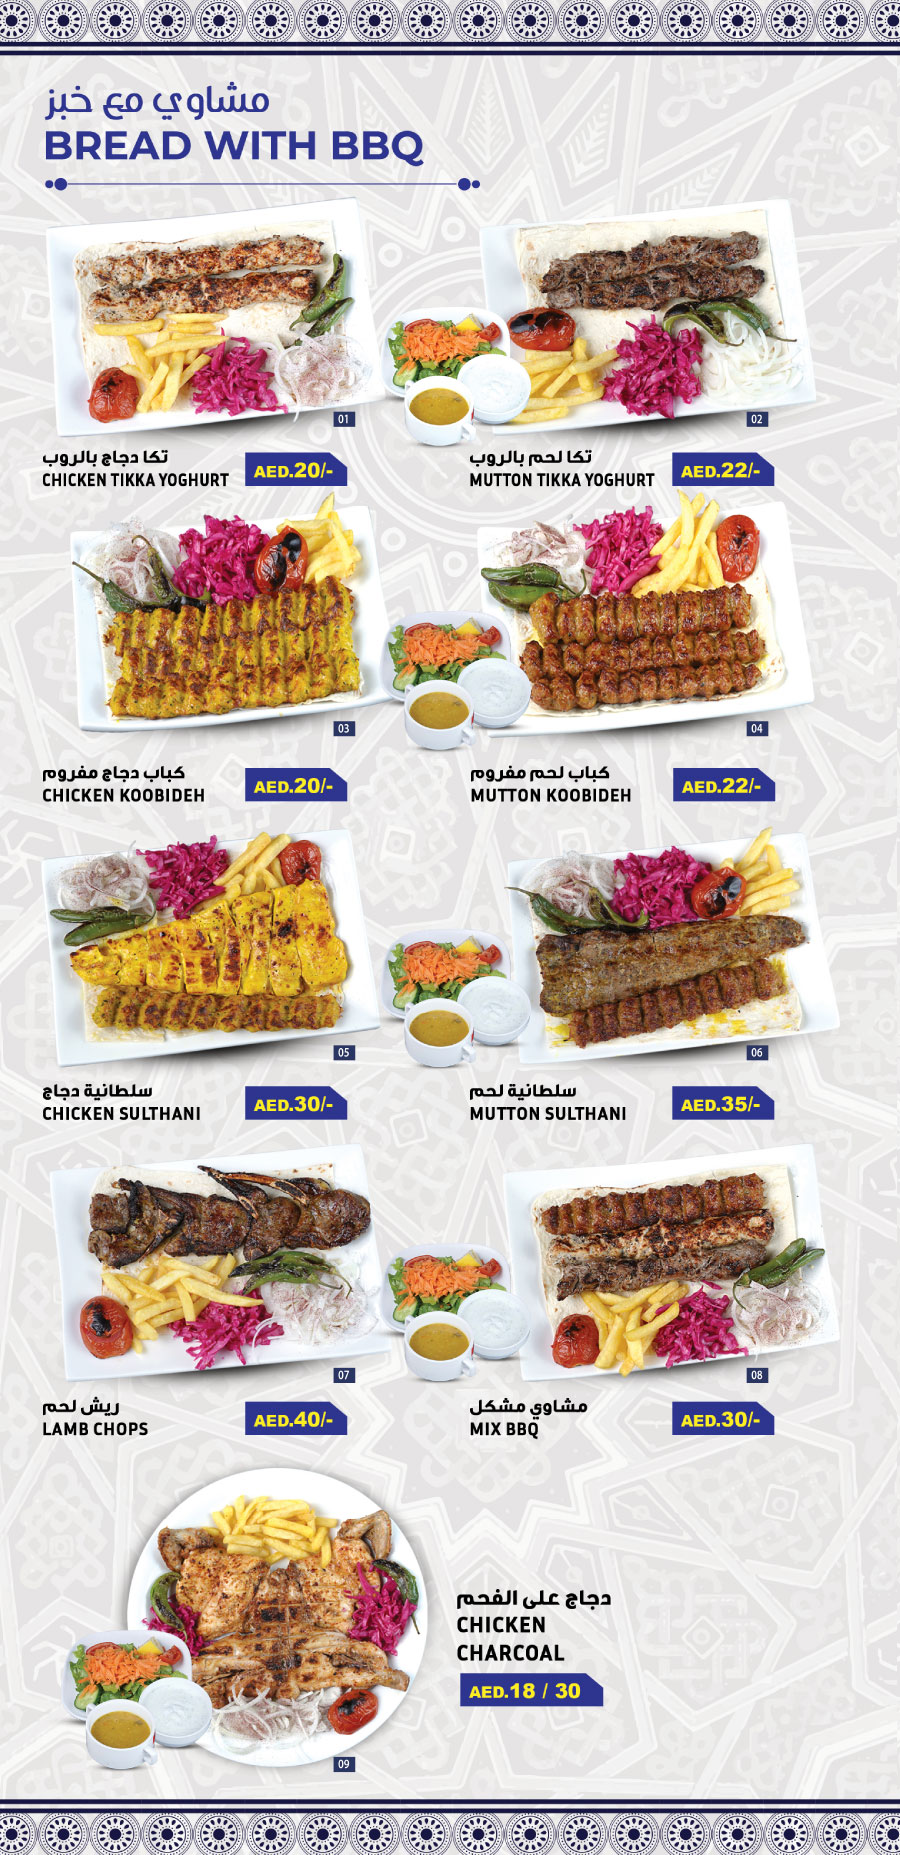 مشاوي مع خبز
BREAD WITH BBQ
01
تكا دجاج بالروب
CHICKEN TIKKA YOGHURT
AED.20/-
02
تكا لحم بالروب
MUTTON TIKKA YOGHURT
AED.22/-
03
كباب دجاج مفروم
CHICKEN KOOBIDEH
AED.20/-
04
كباب لحم مفروم
MUTTON KOOBIDEH
AED.22/-
05
سلطانية دجاج
CHICKEN SULTHANI
AED.30/-
06
سلطانية لحم
MUTTON SULTHANI
AED.35/-
07
ريش لحم
LAMB CHOPS
AED.40/-
08
مشاوي مشكل
MIX BBQ
AED.30/-
دجاج على الفحم
CHICKEN
CHARCOAL
AED.18 / 30
09